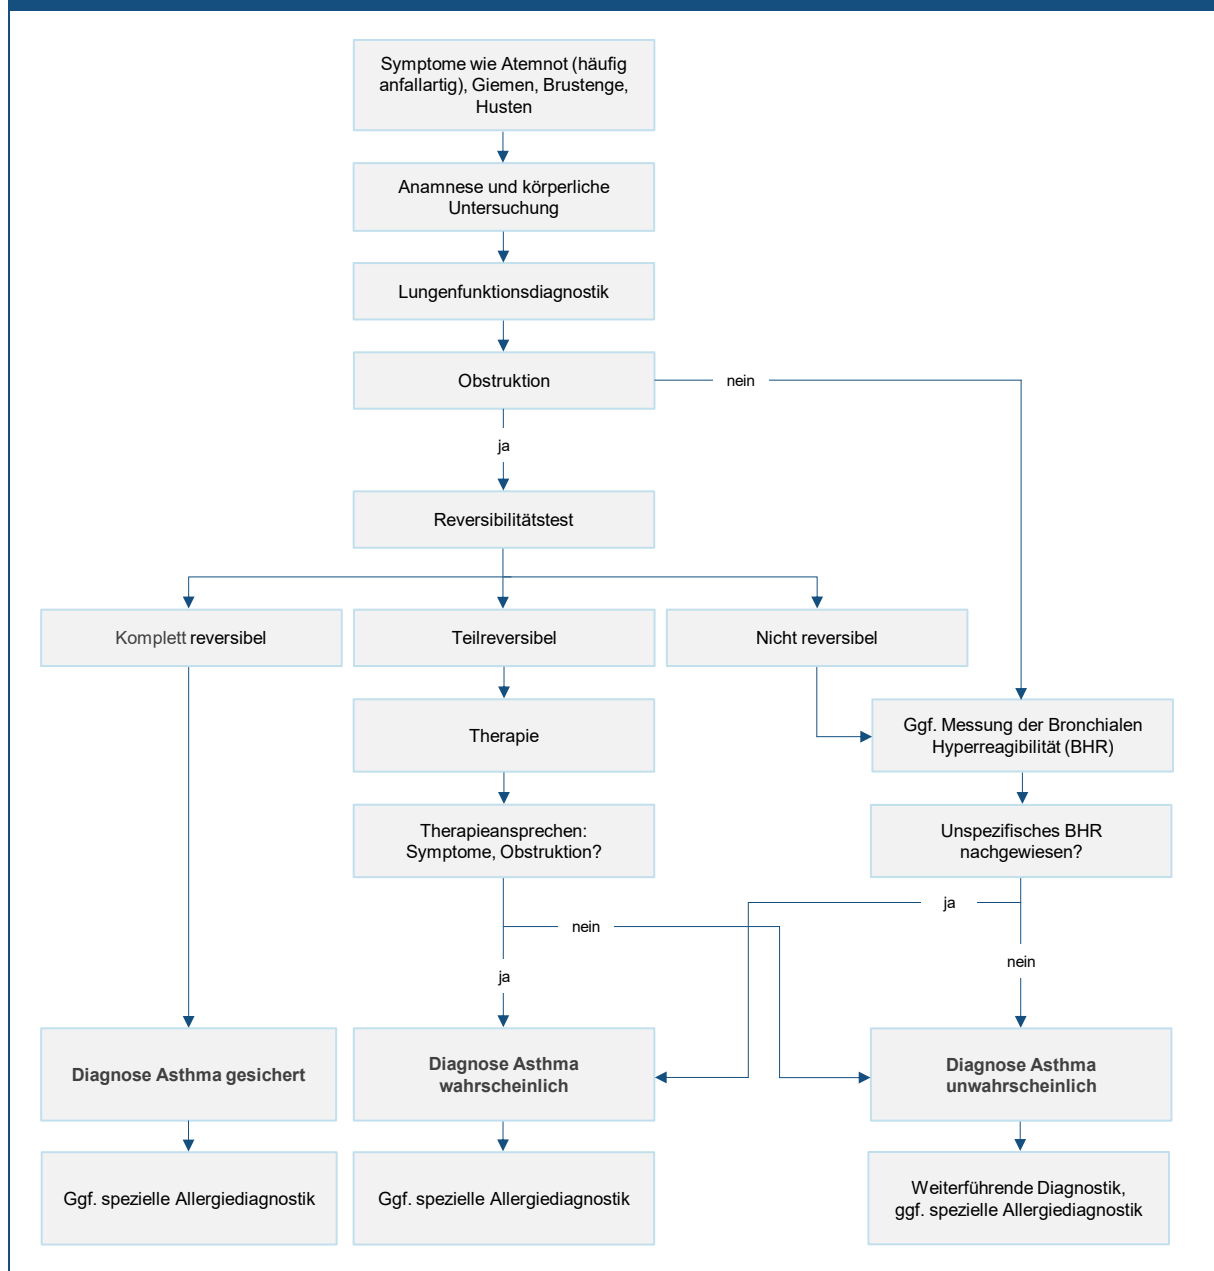 Symptome wie Atemnot (häufig
anfallartig), Giemen, Brustenge,
Husten
Anamnese und körperliche
Untersuchung
Lungenfunktionsdiagnostik
Obstruktion
nein
ja
Reversibilitätstest
Komplett reversibel
Teilreversibel
Nicht reversibel
Therapie
Ggf. Messung der Bronchialen
Hyperreagibilität (BHR)
Therapieansprechen:
Symptome, Obstruktion?
Unspezifisches BHR
nachgewiesen?
ja
nein
nein
ja
Diagnose Asthma gesichert
Diagnose Asthma
wahrscheinlich
Diagnose Asthma
unwahrscheinlich
Ggf. spezielle Allergiediagnostik
Ggf. spezielle Allergiediagnostik
Weiterführende Diagnostik,
ggf. spezielle Allergiediagnostik